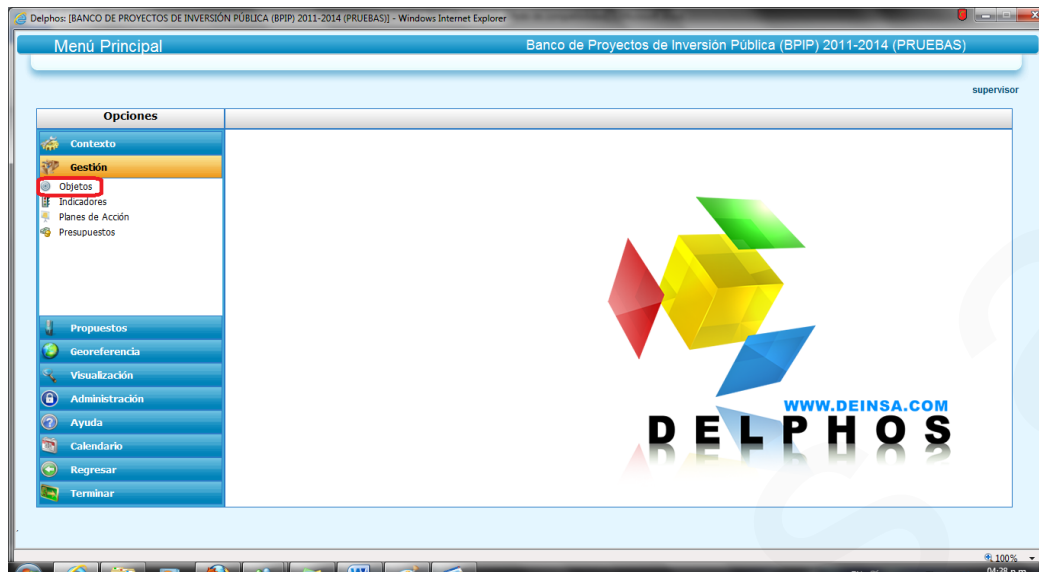 Delphos: [BANCO DE PROYECTOS DE INVERSIÓN PÚBLICA (BPIP) 2011-2014 (PRUEBAS)] - Windows Internet Explorer
Menú Principal
Banco de Proyectos de Inversión Pública (BPIP) 2011-2014 (PRUEBAS)
supervisor
Opciones
Contexto
Gestión
Objetos
Indicadores
Planes de Acción
Presupuestos
Propuestos
Georeferencia
Visualización
Administración
Ayuda
Calendario
Regresar
Terminar
WWW.DEINSA.COM
DELPHOS
100%
04:38 p.m.